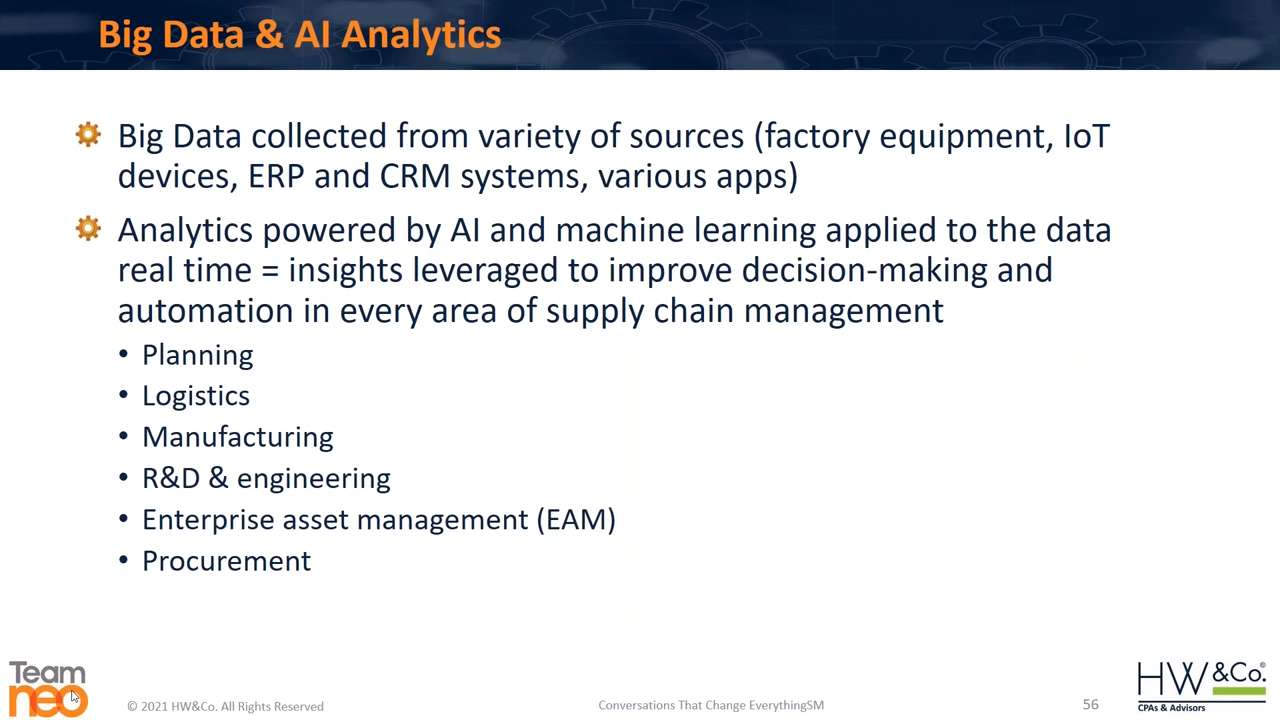 Big Data & AI Analytics
Big Data collected from variety of sources (factory equipment, IoT
devices, ERP and CRM systems, various apps)
Analytics powered by AI and machine learning applied to the data
real time = insights leveraged to improve decision-making and
automation in every area of supply chain management
• Planning
• Logistics
• Manufacturing
• R&D & engineering
• Enterprise asset management (EAM)
• Procurement
Team
neo
© 2021 HW&Co. All Rights Reserved
Conversations That Change EverythingSM
56
HW&Co.®
CPAs & Advisors